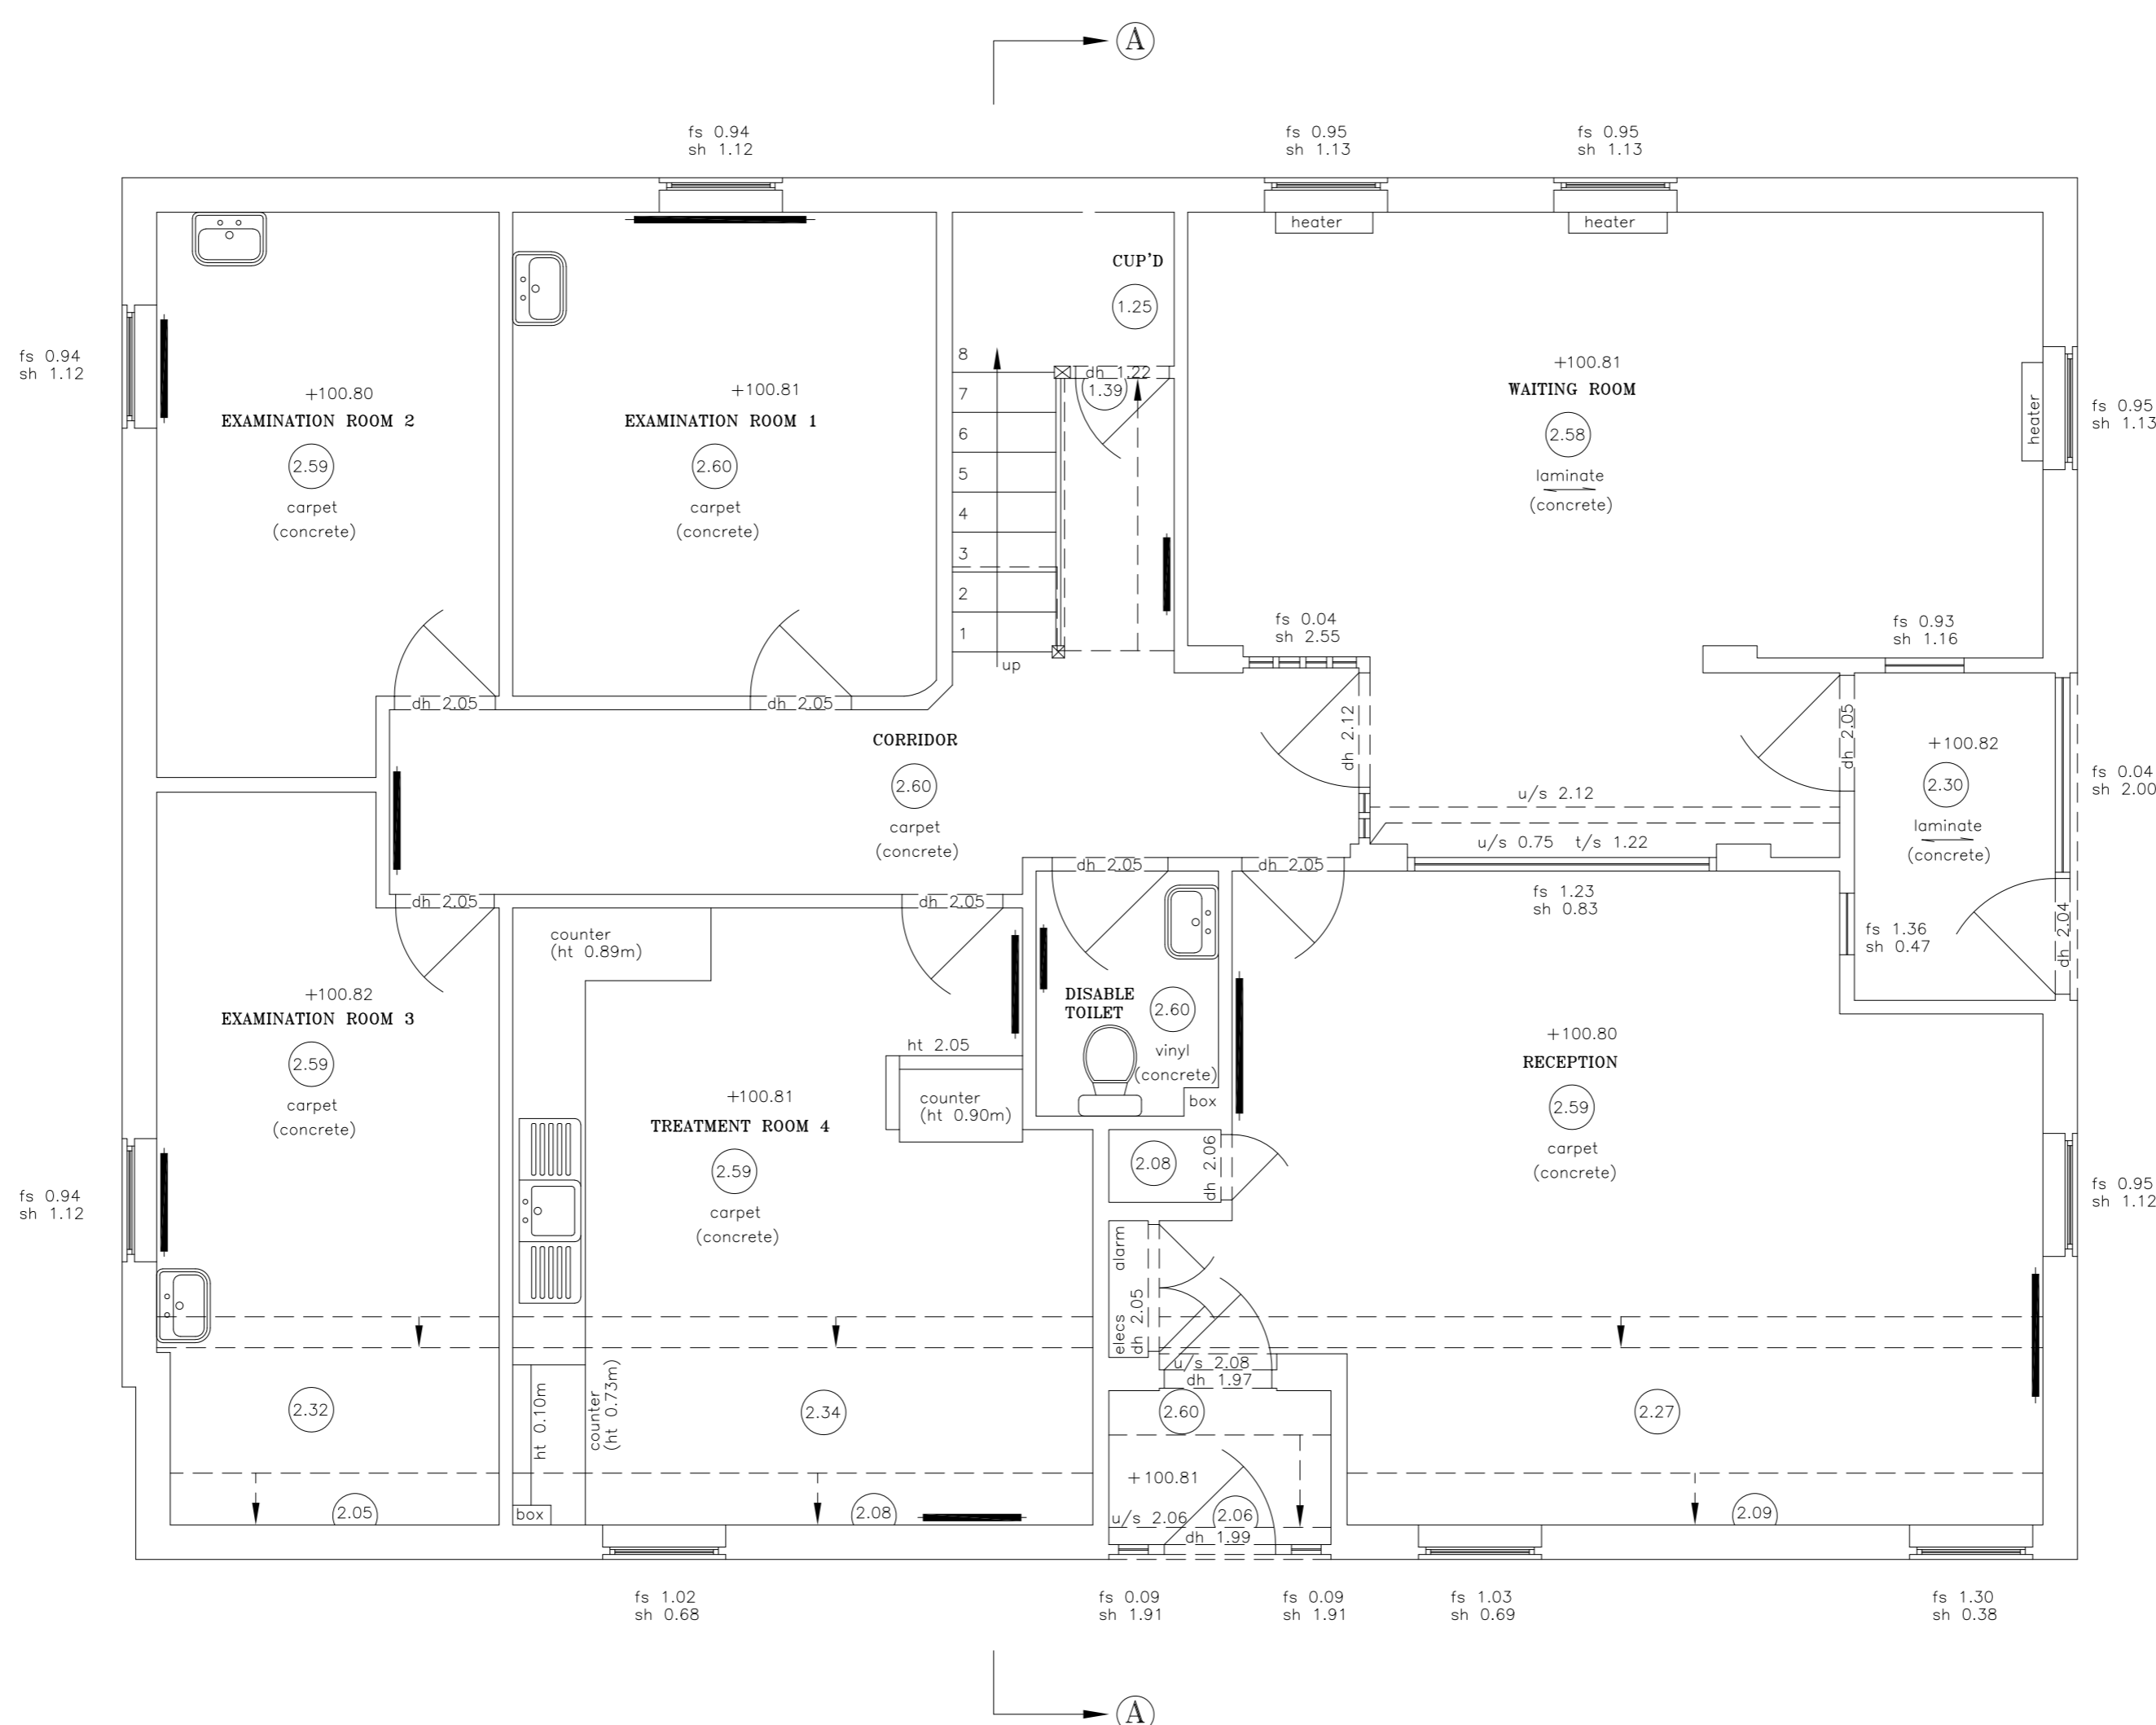 A
fs 0.94
sh 1.12
fs 0.95
sh 1.13
fs 0.95
sh 1.13
heater
heater
CUP'D
1.25
fs 0.94
sh 1.12
+100.80
EXAMINATION ROOM 2
2.59
carpet
(concrete)
+100.81
EXAMINATION ROOM 1
2.60
carpet
(concrete)
8
7
6
5
4
3
2
1
up
dh 1.22
1.39
+100.81
WAITING ROOM
2.58
laminate
(concrete)
heater
fs 0.95
sh 1.13
fs 0.04
sh 2.55
fs 0.93
sh 1.16
dh 2.05
dh 2.05
CORRIDOR
2.60
carpet
(concrete)
dh 2.12
dh 2.05
+100.82
2.30
laminate
(concrete)
fs 0.04
sh 2.00
u/s 2.12
u/s 0.75 t/s 1.22
dh 2.05
dh 2.05
dh 2.05
dh 2.05
fs 1.23
sh 0.83
fs 1.36
sh 0.47
dh 2.04
counter
(ht 0.89m)
+100.82
EXAMINATION ROOM 3
2.59
carpet
(concrete)
DISABLE
TOILET
2.60
vinyl
(concrete)
box
ht 2.05
counter
(ht 0.90m)
+100.81
TREATMENT ROOM 4
2.59
carpet
(concrete)
+100.80
RECEPTION
2.59
carpet
(concrete)
2.08
dh 2.06
fs 0.94
sh 1.12
fs 0.95
sh 1.12
alarm
elecs
dh 2.05
u/s 2.08
dh 1.97
2.60
2.32
ht 0.10m
counter
(ht 0.73m)
2.34
2.27
+100.81
2.05
box
2.08
u/s 2.06
2.06
dh 1.99
2.09
fs 1.02
sh 0.68
fs 0.09
sh 1.91
fs 0.09
sh 1.91
fs 1.03
sh 0.69
fs 1.30
sh 0.38
A